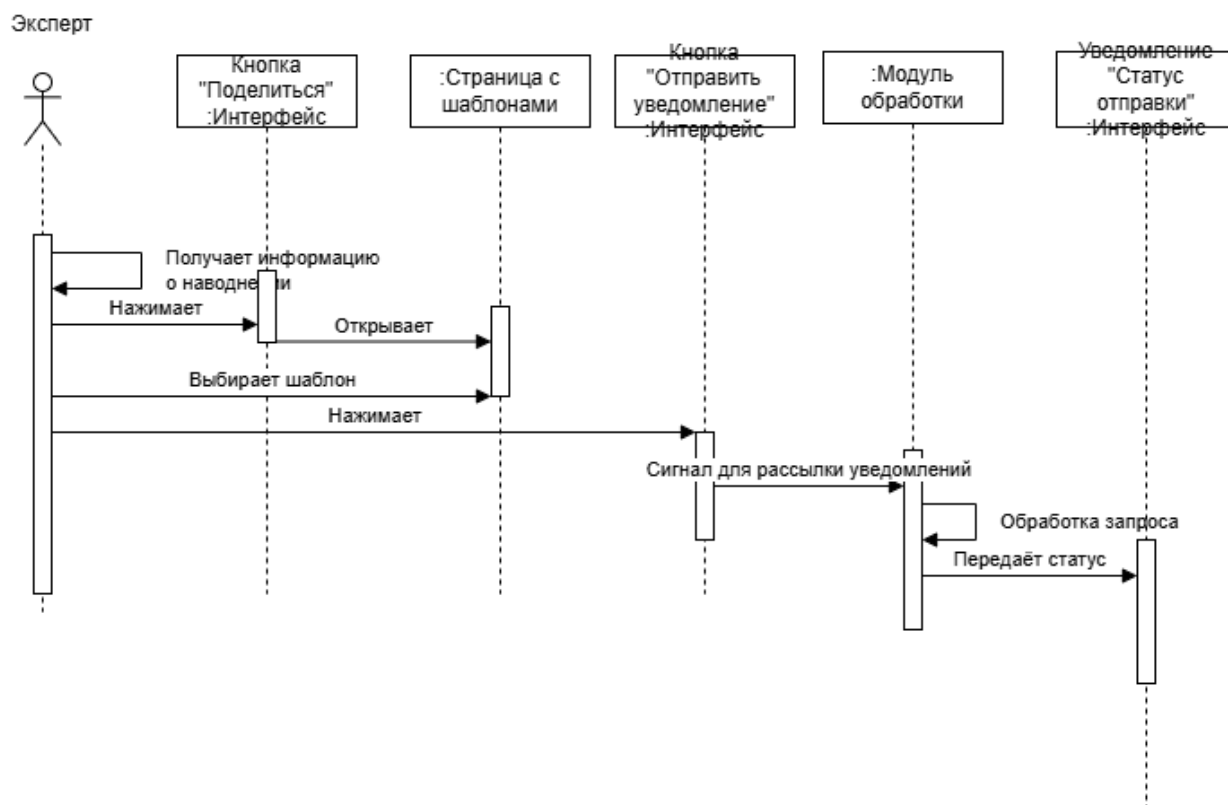 Эксперт
Кнопка
"Поделиться"
:Интерфейс
:Страница с
шаблонами
Кнопка
"Отправить
уведомление"
:Интерфейс
:Модуль
обработки
Уведомление
"Статус
отправки"
:Интерфейс
Получает информацию
о наводнении
Нажимает
Открывает
Выбирает шаблон
Нажимает
Сигнал для рассылки уведомлений
Обработка запроса
Передаёт статус